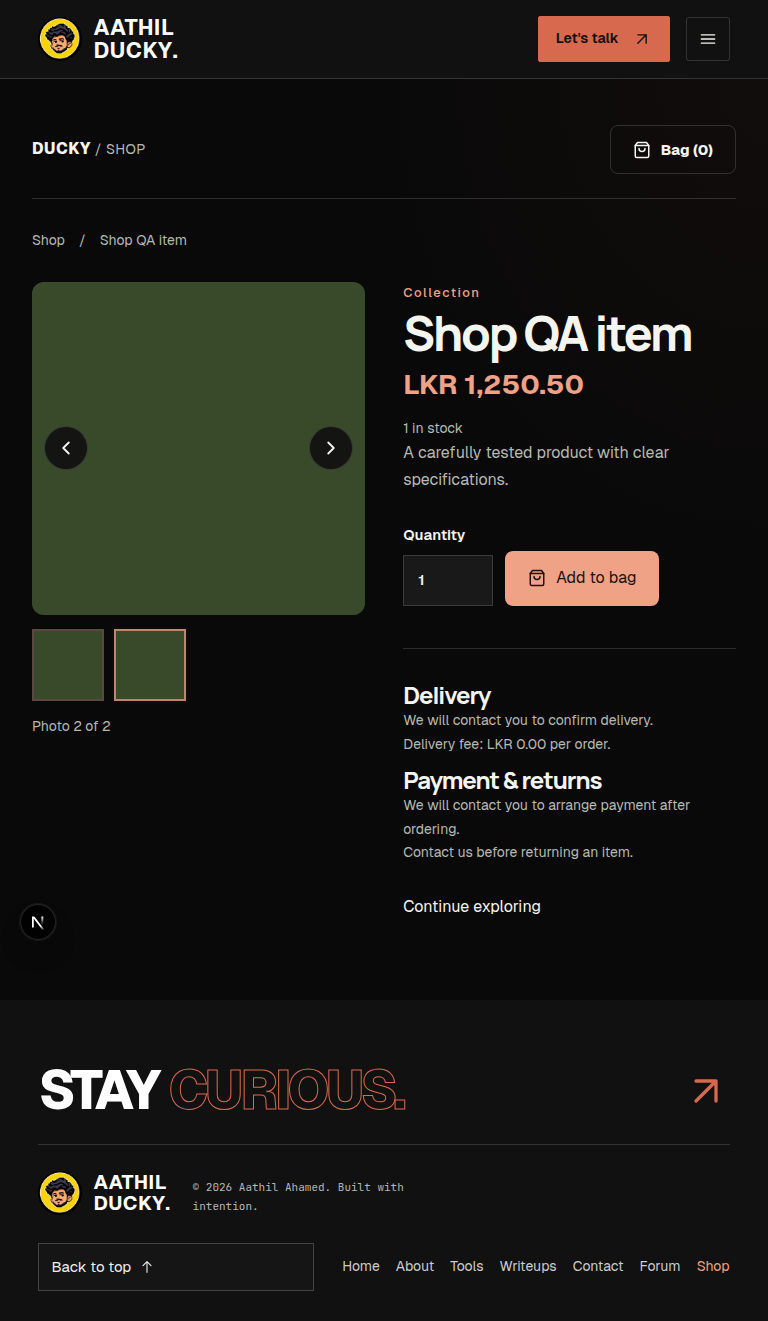 AATHIL
DUCKY.
Let's talk
DUCKY / SHOP
Bag (0)
Shop / Shop QA item
Collection
Shop QA item
LKR 1,250.50
1 in stock
A carefully tested product with clear
specifications.
Quantity
1
Add to bag
Photo 2 of 2
Delivery
We will contact you to confirm delivery.
Delivery fee: LKR 0.00 per order.
Payment & returns
We will contact you to arrange payment after
ordering.
Contact us before returning an item.
Continue exploring
N
STAY CURIOUS.
AATHIL
DUCKY.
© 2026 Aathil Ahamed. Built with
intention.
Back to top ↑
Home About Tools Writeups Contact Forum Shop